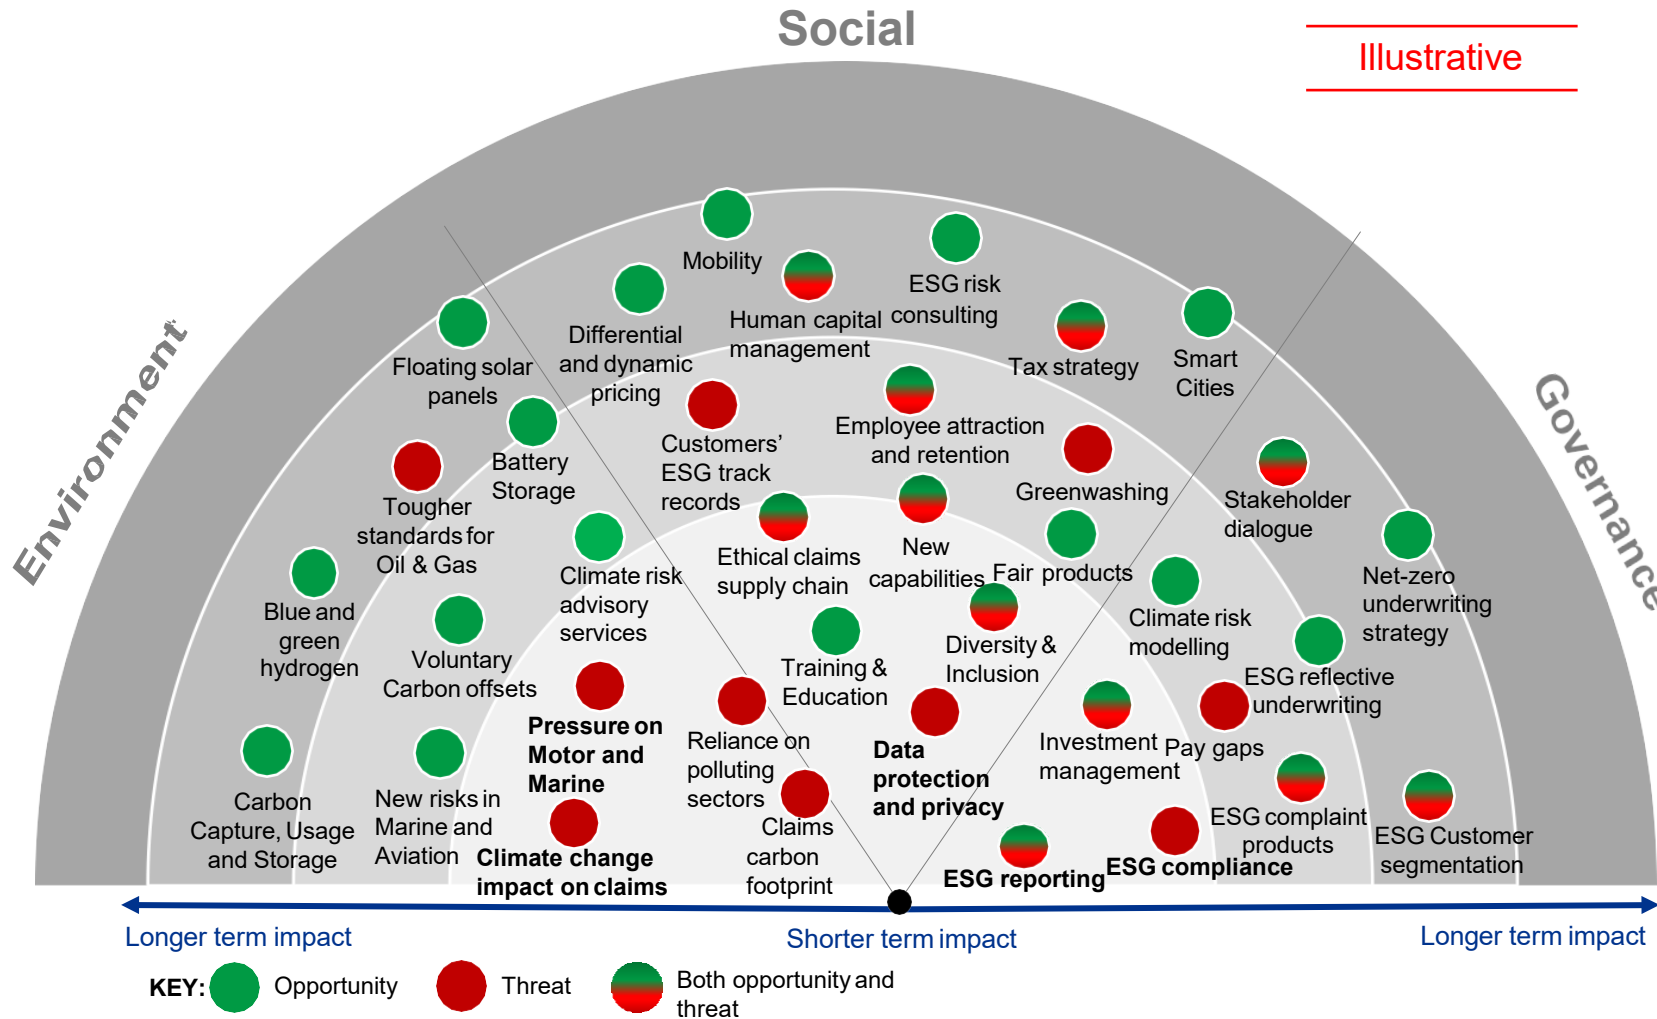 Social
Illustrative
Environment
Governance
Mobility
ESG risk
consulting
Human capital
management
Differential
and dynamic
pricing
Floating solar
panels
Tax strategy
Smart
Cities
Customers'
ESG track
records
Employee attraction
and retention
Battery
Storage
Greenwashing
Stakeholder
dialogue
Tougher
standards for
Oil & Gas
Ethical claims
supply chain
New
capabilities
Fair products
Climate risk
advisory
services
Net-zero
underwriting
strategy
Blue and
green
hydrogen
Climate risk
modelling
Diversity &
Inclusion
Voluntary
Carbon offsets
Training &
Education
ESG reflective
underwriting
Pressure on
Motor and
Marine
Reliance on
polluting
sectors
Data
protection
and privacy
Investment
management
Pay gaps
Carbon
Capture, Usage
and Storage
New risks in
Marine and
Aviation
Climate change
impact on claims
Claims
carbon
footprint
ESG reporting
ESG compliance
ESG complaint
products
ESG Customer
segmentation
Longer term impact
Shorter term impact
Longer term impact
KEY:
Opportunity
Threat
Both opportunity and
threat